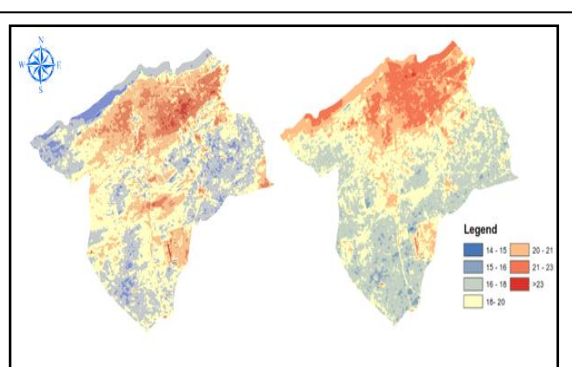 N
W E
S
Legend
14 - 15 20 - 21
15 - 16 21 - 23
16 - 18 >23
18- 20